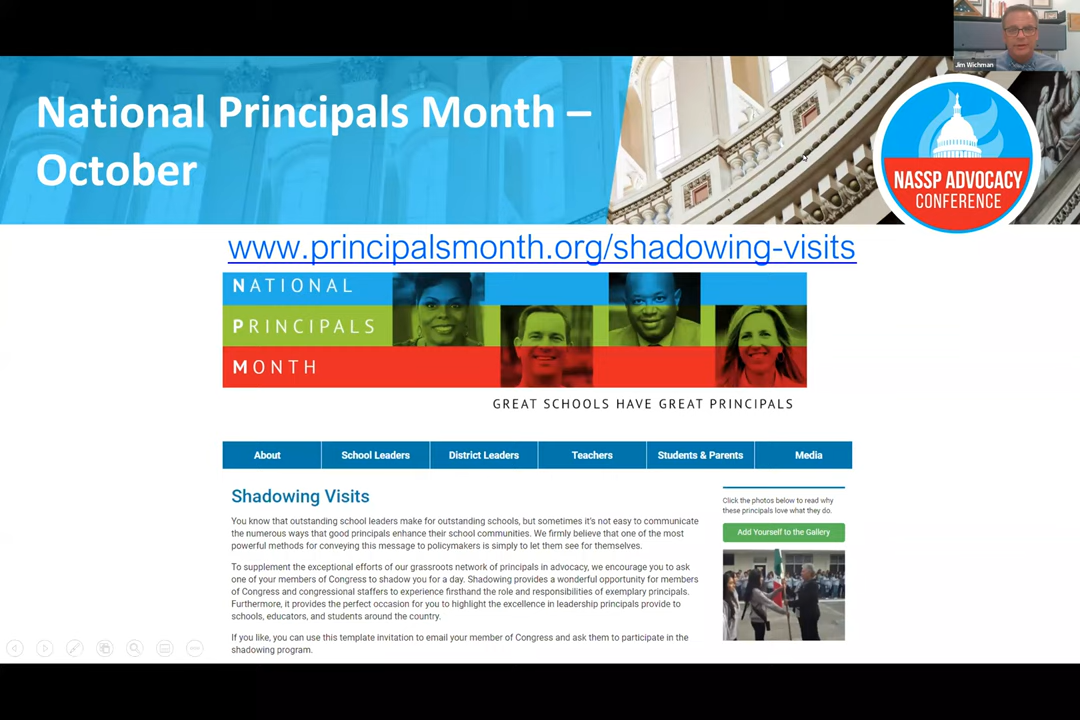 Jim Wichman
National Principals Month –
October
NASSP ADVOCACY
CONFERENCE
www.principalsmonth.org/shadowing-visits
NATIONAL
PRINCIPALS
MONTH
GREAT SCHOOLS HAVE GREAT PRINCIPALS
About School Leaders District Leaders Teachers Students & Parents Media
Shadowing Visits
You know that outstanding school leaders make for outstanding schools, but sometimes it's not easy to communicate
the numerous ways that good principals enhance their school communities. We firmly believe that one of the most
powerful methods for conveying this message to policymakers is simply to let them see for themselves.
To supplement the exceptional efforts of our grassroots network of principals in advocacy, we encourage you to ask
one of your members of Congress to shadow you for a day. Shadowing provides a wonderful opportunity for members
of Congress and congressional staffers to experience firsthand the role and responsibilities of exemplary principals.
Furthermore, it provides the perfect occasion for you to highlight the excellence in leadership principals provide to
schools, educators, and students around the country.
If you like, you can use this template invitation to email your member of Congress and ask them to participate in the
shadowing program.
Click the photos below to read why
these principals love what they do.
Add Yourself to the Gallery